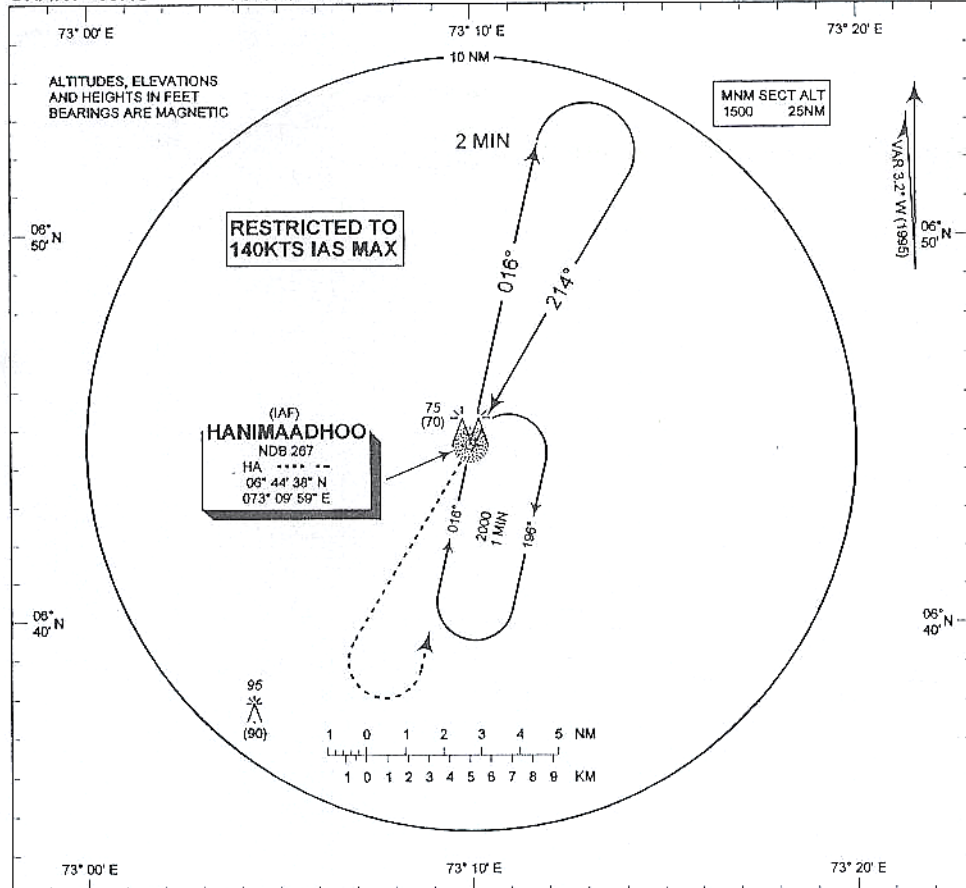 73° 00' E
73° 10' E
73° 20' E
10 NM
ALTITUDES, ELEVATIONS
AND HEIGHTS IN FEET
BEARINGS ARE MAGNETIC
MNM SECT ALT
1500 25NM
2 MIN
VAR 3.2° W (1995)
RESTRICTED TO
140KTS IAS MAX
06°
50' N
06°
50' N
016°
214°
75
(70)
(IAF)
HANIMAADHOO
NDB 267
HA
06° 44' 38" N
073° 09' 59" E
016°
2000
1 MIN
196°
06°
40' N
06°
40' N
95
(90)
1 0 1 2 3 4 5 NM
1 0 1 2 3 4 5 6 7 8 9 KM
73° 00' E
73° 10' E
73° 20' E